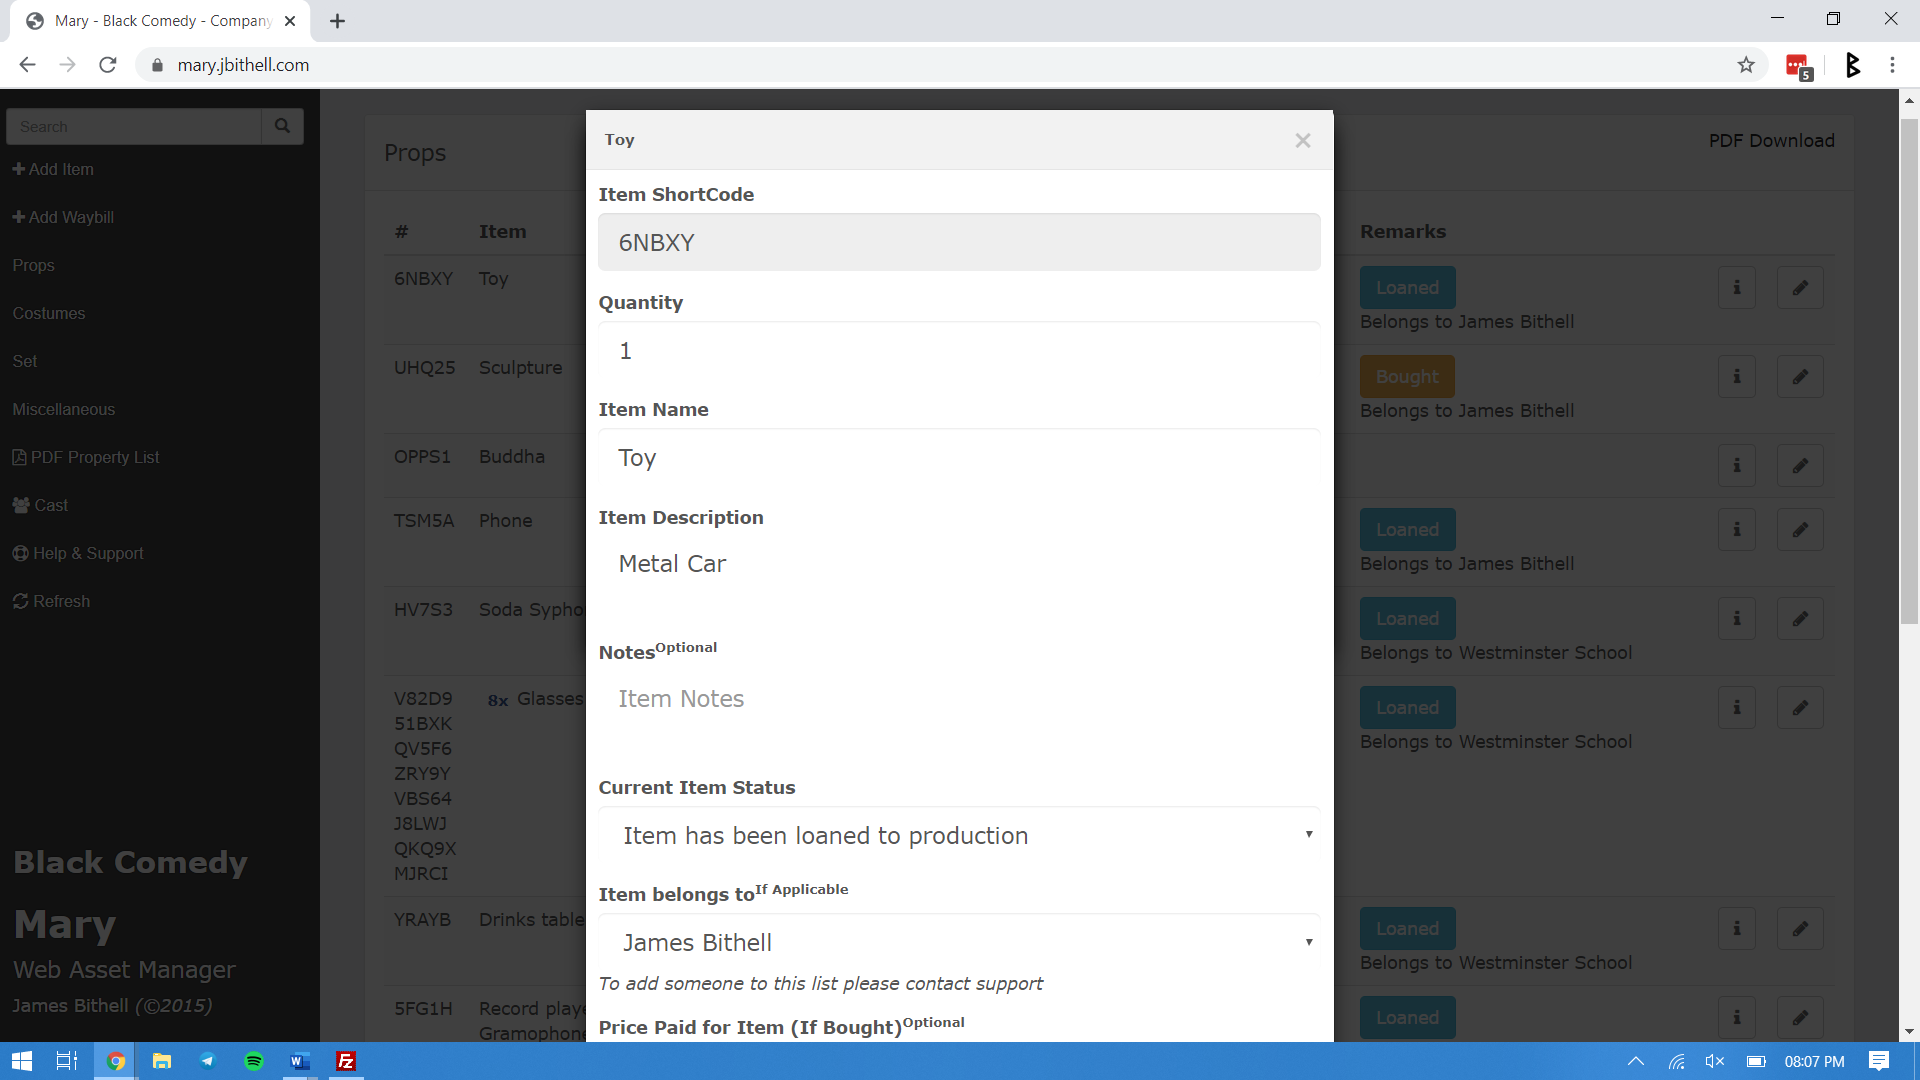 Mary - Black Comedy - Company
mary.jbithell.com
5
Search
Add Item
Add Waybill
Props
Costumes
Set
Miscellaneous
PDF Property List
Cast
Help & Support
Refresh
Black Comedy
Mary
Web Asset Manager
James Bithell (©2015)
Props
PDF Download
# Item Remarks
6NBXY Toy Loaned
Belongs to James Bithell
UHQ25 Sculpture Bought
Belongs to James Bithell
OPPS1 Buddha
TSM5A Phone Loaned
Belongs to James Bithell
HV7S3 Soda Sypho Loaned
Belongs to Westminster School
V82D9 8x Glasses Loaned
51BXK Belongs to Westminster School
QV5F6
ZRY9Y
VBS64
J8LWJ
QKQ9X
MJRCI
YRAYB Drinks table Loaned
Belongs to Westminster School
5FG1H Record playe Loaned
Gramophone
Toy
Item ShortCode
6NBXY
Quantity
1
Item Name
Toy
Item Description
Metal Car
Notes Optional
Item Notes
Current Item Status
Item has been loaned to production
Item belongs to If Applicable
James Bithell
To add someone to this list please contact support
Price Paid for Item (If Bought) Optional
08:07 PM